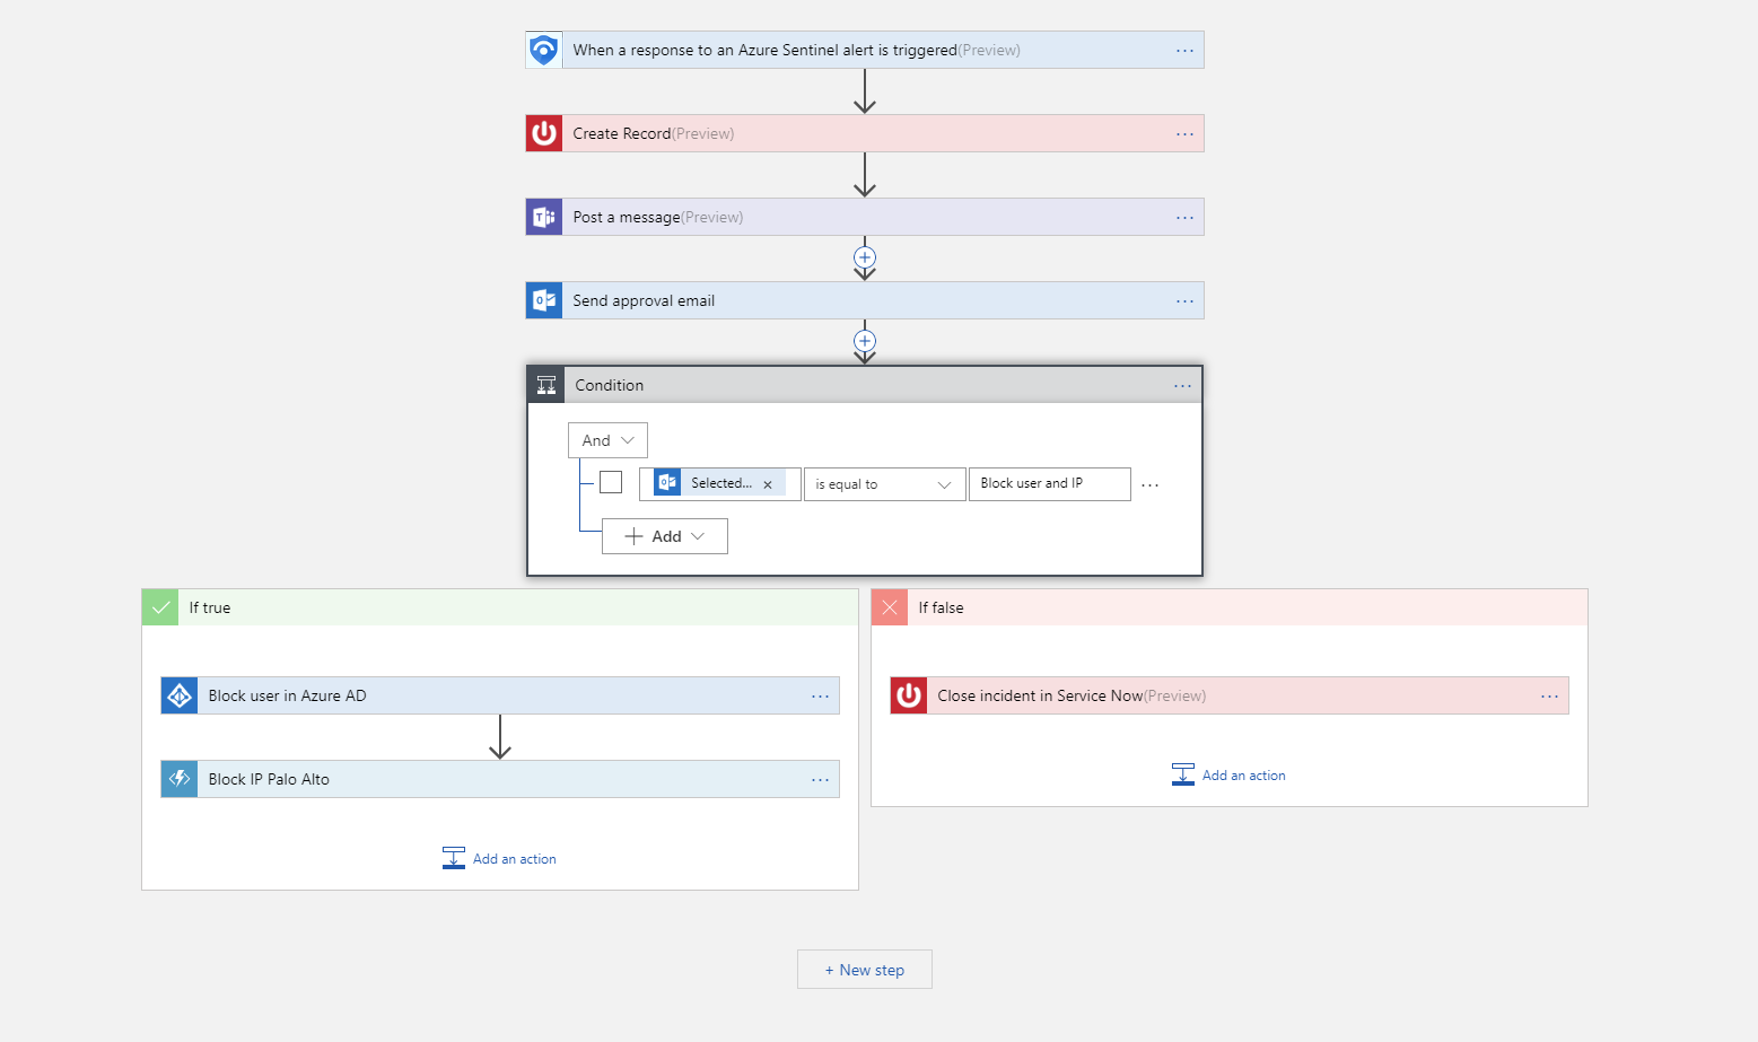 When a response to an Azure Sentinel alert is triggered(Preview)
Create Record(Preview)
Post a message(Preview)
Send approval email
Condition
And
Selected... × is equal to Block user and IP
+ Add
If true
If false
Block user in Azure AD
Close incident in Service Now(Preview)
Block IP Palo Alto
Add an action
Add an action
+ New step